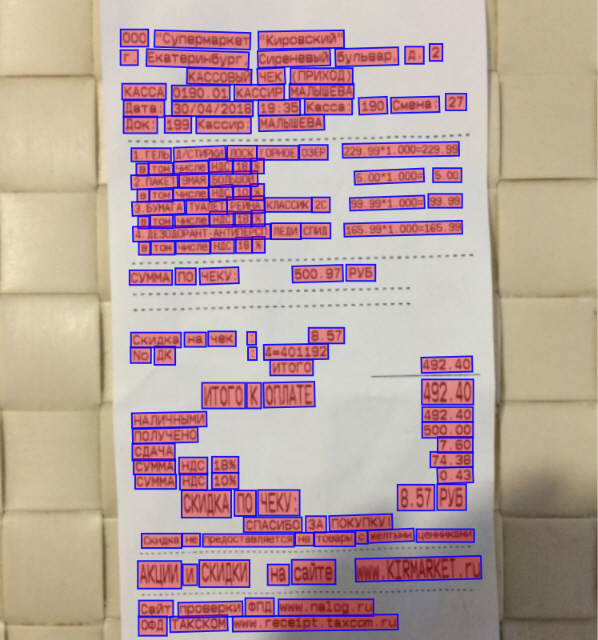 ООО "Супермаркет "Кировский"
г. Екатеринбург, Сиреневый бульвар, д. 2
КАССОВЫЙ ЧЕК (ПРИХОД)
КАССА 0190.01 КАССИР МАЛЫШЕВА
Дата: 30/04/2018 19:35 Касса: 190 Смена: 27
Док: 199 Кассир: МАЛЫШЕВА
1.ГЕЛЬ Д/СТИРКИ ЛОСК ГОРНОЕ ОЗЕР 229.99*1.000=229.99
в том числе НДС 18 %
2.ПАКЕТ ЭМАЯ БОЛЬШОЙ 5.00*1.000= 5.00
в том числе НДС 10 %
3.БУМАГА ТУАЛЕТ РЕЙНА КЛАССИК 2С 99.99*1.000= 99.99
в том числе НДС 18 %
4.ДЕЗОДОРАНТ-АНТИПЕРСП ЛЕДИ СПИД 165.99*1.000=165.99
в том числе НДС 18 %
СУММА ПО ЧЕКУ: 500.97 РУБ
Скидка на чек : 8.57
No ДК : 4=401192
ИТОГО 492.40
ИТОГО К ОПЛАТЕ 492.40
НАЛИЧНЫМИ 492.40
ПОЛУЧЕНО 500.00
СДАЧА 7.60
СУММА НДС 18% 74.38
СУММА НДС 10% 0.43
СКИДКА ПО ЧЕКУ: 8.57 РУБ
СПАСИБО ЗА ПОКУПКУ!
Скидка не предоставляется на товары с желтыми ценниками
АКЦИИ и СКИДКИ на сайте www.KIRMARKET.ru
Сайт проверки ФПД www.nalog.ru
ОФД ТАКСКОМ www.receipt.taxcom.ru